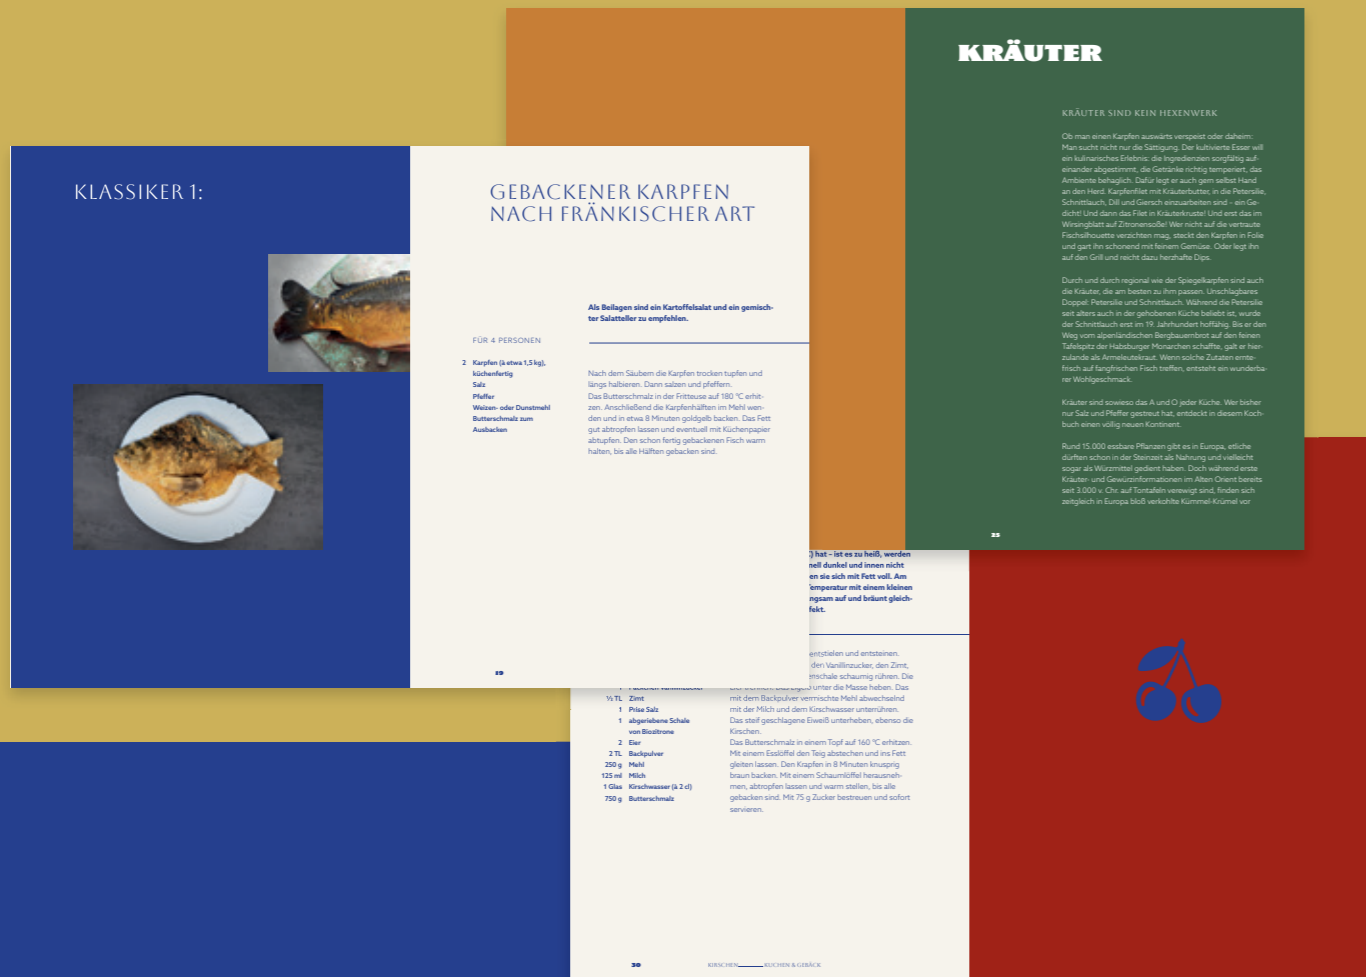 KLASSIKER 1:
GEBACKENER KARPFEN
NACH FRÄNKISCHER ART
Als Beilagen sind ein Kartoffelsalat und ein gemisch-
ter Salatteller zu empfehlen.
FÜR 4 PERSONEN
2 Karpfen (à etwa 1,5 kg),
küchenfertig
Salz
Pfeffer
Weizen- oder Dunstmehl
Butterschmalz zum
Ausbacken
Nach dem Säubern die Karpfen trocken tupfen und
längs halbieren. Dann salzen und pfeffern.
Das Butterschmalz in der Fritteuse auf 180 °C erhit-
zen. Anschließend die Karpfenhälften im Mehl wen-
den und in etwa 8 Minuten goldgelb backen. Das Fett
gut abtropfen lassen und eventuell mit Küchenpapier
abtupfen. Den schon fertig gebackenen Fisch warm
halten, bis alle Hälften gebacken sind.
19
KRÄUTER
KRÄUTER SIND KEIN HEXENWERK
Ob man einen Karpfen auswärts verspeist oder daheim:
Man sucht nicht nur die Sättigung. Der kultivierte Esser will
ein kulinarisches Erlebnis: die Ingredienzien sorgfältig auf-
einander abgestimmt, die Getränke richtig temperiert, das
Ambiente behaglich. Dafür legt er auch gern selbst Hand
an den Herd. Karpfenfilet mit Kräuterbutter, in die Petersilie,
Schnittlauch, Dill und Giersch einzuarbeiten sind – ein Ge-
dicht! Und dann das Filet in Kräuterkruste! Und erst das im
Wirsingblatt auf Zitronensoße! Wer nicht auf die vertraute
Fischsilhouette verzichten mag, steckt den Karpfen in Folie
und gart ihn schonend mit feinem Gemüse. Oder legt ihn
auf den Grill und reicht dazu herzhafte Dips.
Durch und durch regional wie der Spiegelkarpfen sind auch
die Kräuter, die am besten zu ihm passen. Unschlagbares
Doppel: Petersilie und Schnittlauch. Während die Petersilie
seit alters auch in der gehobenen Küche beliebt ist, wurde
der Schnittlauch erst im 19. Jahrhundert hoffähig. Bis er den
Weg vom alpenländischen Bergbauernbrot auf den feinen
Tafelspitz der Habsburger Monarchen schaffte, galt er hier-
zulande als Armeleutekraut. Wenn solche Zutaten ernte-
frisch auf fangfrischen Fisch treffen, entsteht ein wunderba-
rer Wohlgeschmack.
Kräuter sind sowieso das A und O jeder Küche. Wer bisher
nur Salz und Pfeffer gestreut hat, entdeckt in diesem Koch-
buch einen völlig neuen Kontinent.
Rund 15.000 essbare Pflanzen gibt es in Europa, etliche
dürften schon in der Steinzeit als Nahrung und vielleicht
sogar als Würzmittel gedient haben. Doch während erste
Kräuter- und Gewürzinformationen im Alten Orient bereits
seit 3.000 v. Chr. auf Tontafeln verewigt sind, finden sich
zeitgleich in Europa bloß verkohlte Kümmel-Krümel vor
) hat – ist es zu heiß, werden
nell dunkel und innen nicht
en sie sich mit Fett voll. Am
Temperatur mit einem kleinen
ngsam auf und bräunt gleich-
fekt.
entstielen und entsteinen.
den Vanillinzucker, den Zimt,
schale schaumig rühren. Die
unter die Masse heben. Das
mit dem Backpulver vermischte Mehl abwechselnd
mit der Milch und dem Kirschwasser unterrühren.
Das steif geschlagene Eiweiß unterheben, ebenso die
Kirschen.
Das Butterschmalz in einem Topf auf 160 °C erhitzen.
Mit einem Esslöffel den Teig abstechen und ins Fett
gleiten lassen. Den Krapfen in 8 Minuten knusprig
braun backen. Mit einem Schaumlöffel herausneh-
men, abtropfen lassen und warm stellen, bis alle
gebacken sind. Mit 75 g Zucker bestreuen und sofort
servieren.
½ TL Zimt
1 Prise Salz
1 abgeriebene Schale
von Biozitrone
2 Eier
2 TL Backpulver
250 g Mehl
125 ml Milch
1 Glas Kirschwasser (à 2 cl)
750 g Butterschmalz
30
KIRSCHEN KUCHEN & GEBÄCK